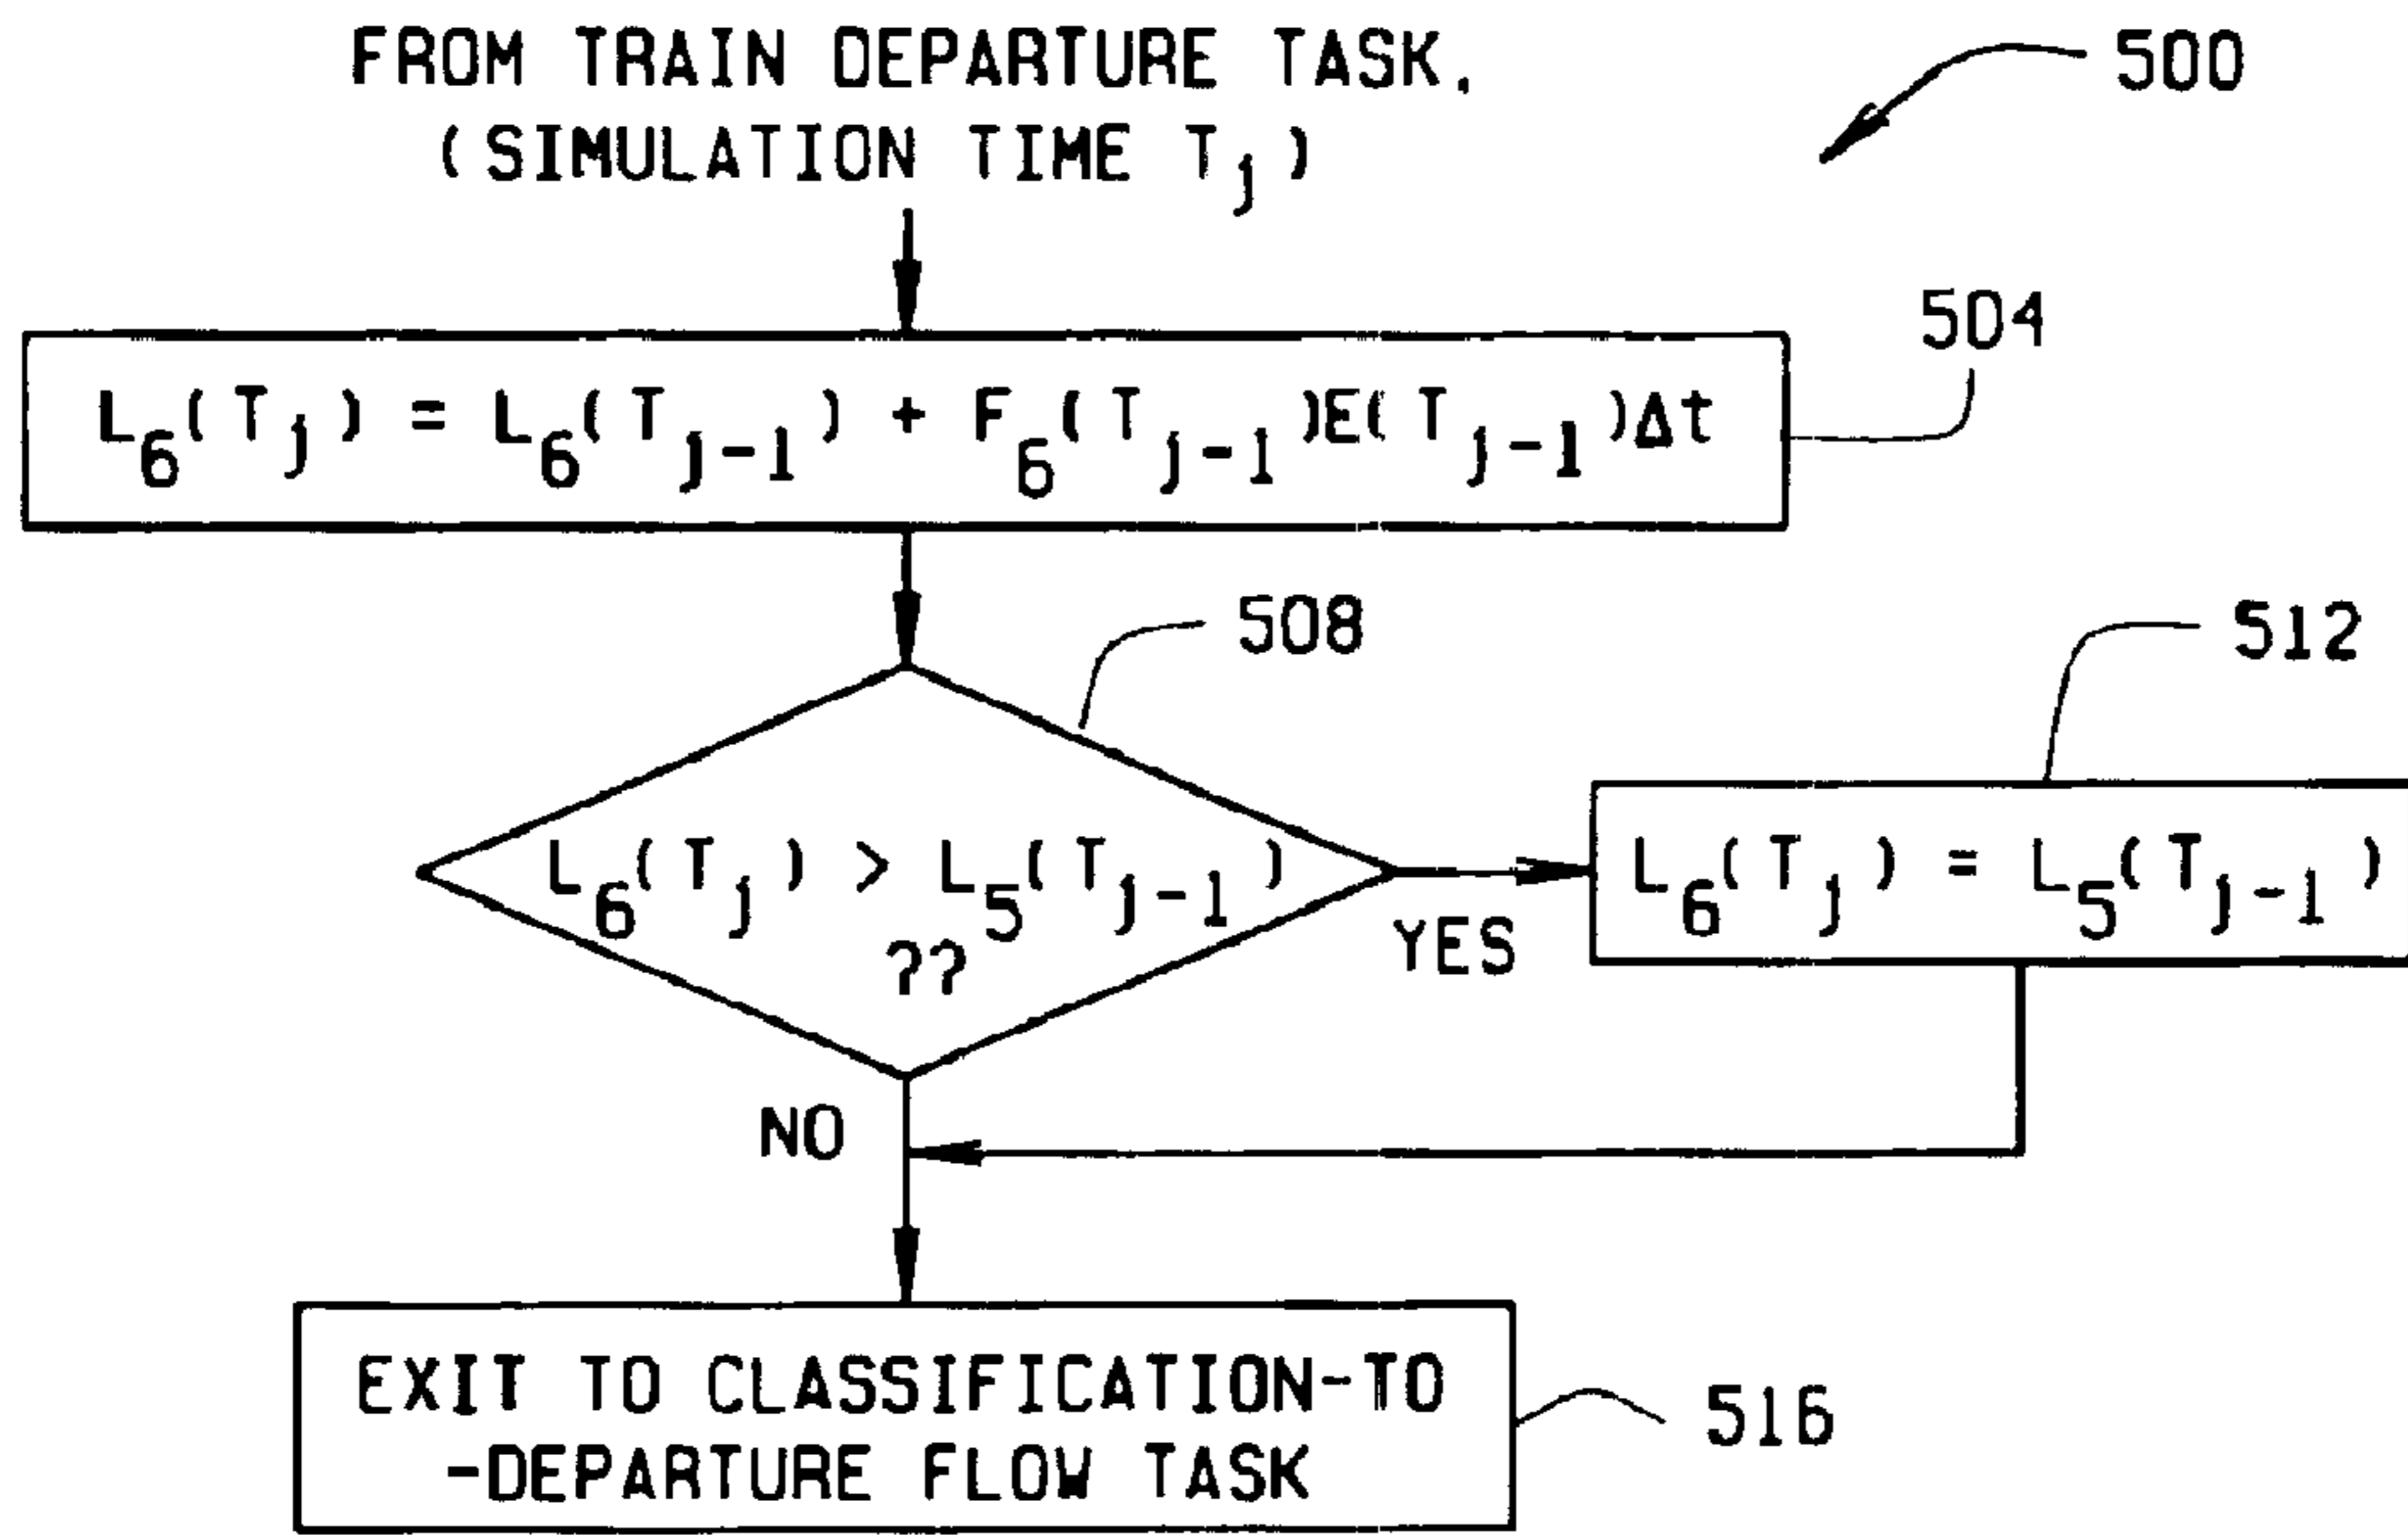 FROM TRAIN DEPARTURE TASK,
(SIMULATION TIME Tj)
500
504
L6(Tj) = L6(Tj-1) + F6(Tj-1)E(Tj-1)Δt
508
512
L6(Tj) > L5(Tj-1)
??
YES
L6(Tj) = L5(Tj-1)
NO
EXIT TO CLASSIFICATION-TO
-DEPARTURE FLOW TASK
516